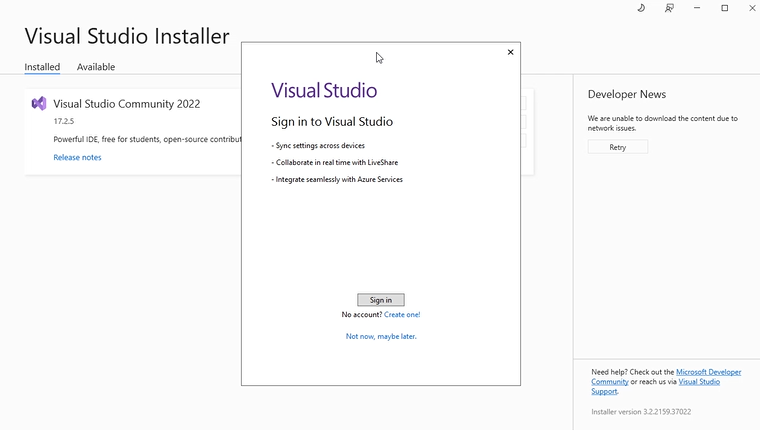 Visual Studio Installer
Installed Available
Visual Studio Community 2022
17.2.5
Powerful IDE, free for students, open-source
Release notes
Visual Studio
Sign in to Visual Studio
- Sync settings across devices
- Collaborate in real time with LiveShare
- Integrate seamlessly with Azure Services
Sign in
No account? Create one!
Not now, maybe later.
Developer News
We are unable to download the content due to
network issues.
Retry
Need help? Check out the Microsoft Developer
Community or reach us via Visual Studio
Support.
Installer version 3.2.2159.37022